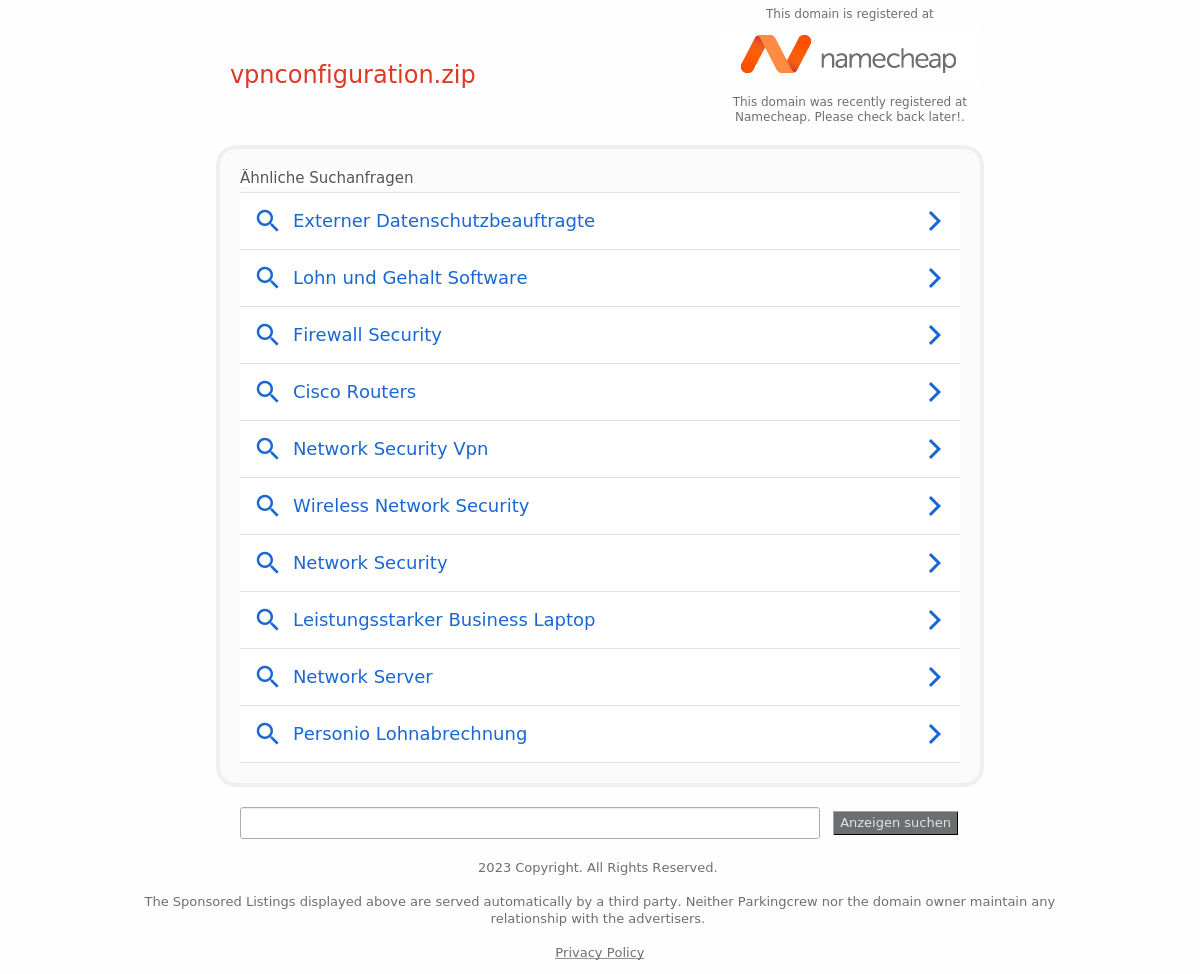 This domain is registered at
namecheap
vpnconfiguration.zip
This domain was recently registered at
Namecheap. Please check back later!.
Ähnliche Suchanfragen
Externer Datenschutzbeauftragte
Lohn und Gehalt Software
Firewall Security
Cisco Routers
Network Security Vpn
Wireless Network Security
Network Security
Leistungsstarker Business Laptop
Network Server
Personio Lohnabrechnung
Anzeigen suchen
2023 Copyright. All Rights Reserved.
The Sponsored Listings displayed above are served automatically by a third party. Neither Parkingcrew nor the domain owner maintain any
relationship with the advertisers.
Privacy Policy